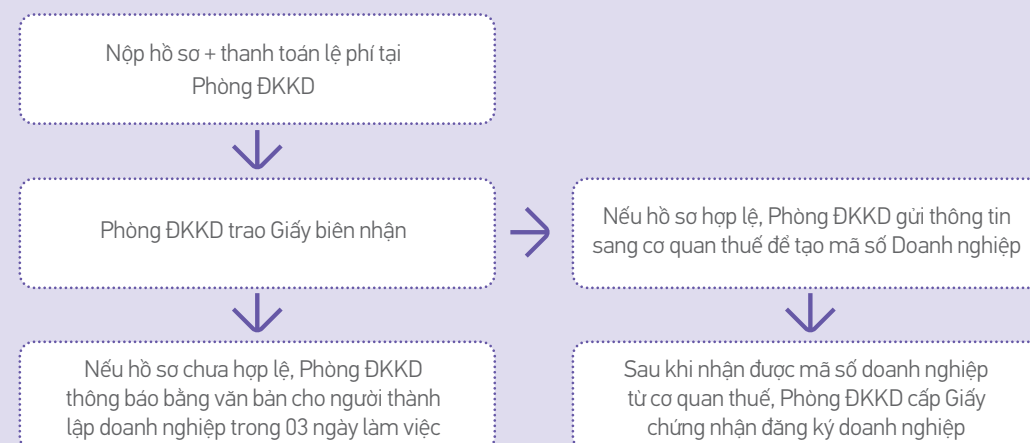 Nộp hồ sơ + thanh toán lệ phí tại
Phòng ĐKKD
Phòng ĐKKD trao Giấy biên nhận
Nếu hồ sơ hợp lệ, Phòng ĐKKD gửi thông tin
sang cơ quan thuế để tạo mã số Doanh nghiệp
Nếu hồ sơ chưa hợp lệ, Phòng ĐKKD
thông báo bằng văn bản cho người thành
lập doanh nghiệp trong 03 ngày làm việc
Sau khi nhận được mã số doanh nghiệp
từ cơ quan thuế, Phòng ĐKKD cấp Giấy
chứng nhận đăng ký doanh nghiệp